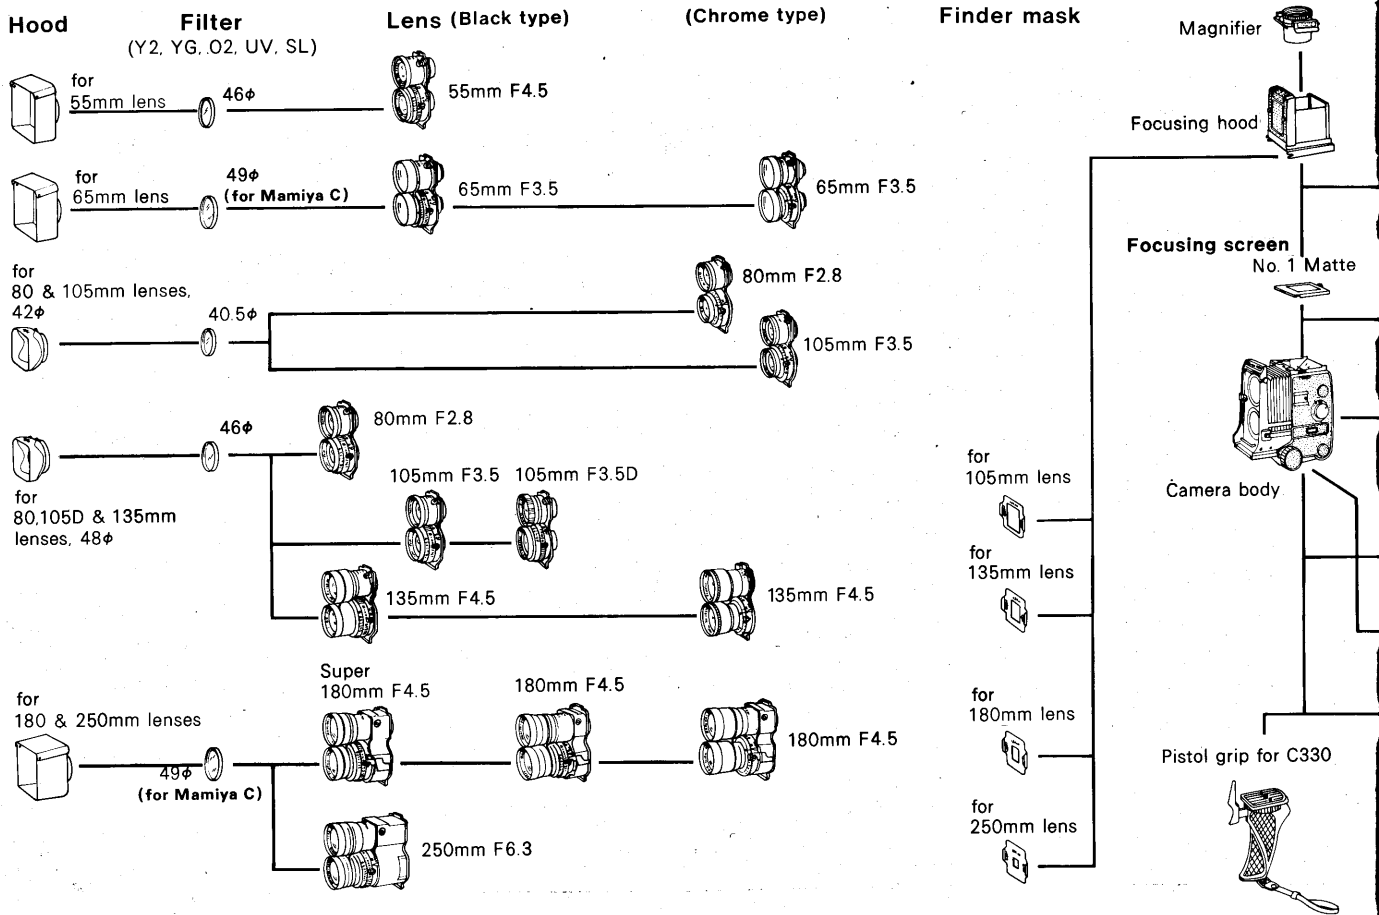 Hood
Filter
(Y2, YG, O2, UV, SL)
Lens (Black type)
(Chrome type)
Finder mask
Magnifier
for
55mm lens
46φ
55mm F4.5
Focusing hood
for
65mm lens
49φ
(for Mamiya C)
65mm F3.5
65mm F3.5
Focusing screen
No. 1 Matte
for
80 & 105mm lenses,
42φ
40.5φ
80mm F2.8
105mm F3.5
46φ
80mm F2.8
for
80,105D & 135mm
lenses, 48φ
105mm F3.5
105mm F3.5D
135mm F4.5
135mm F4.5
for
105mm lens
Camera body
for
135mm lens
for
180 & 250mm lenses
49φ
(for Mamiya C)
Super
180mm F4.5
180mm F4.5
180mm F4.5
250mm F6.3
for
180mm lens
for
250mm lens
Pistol grip for C330